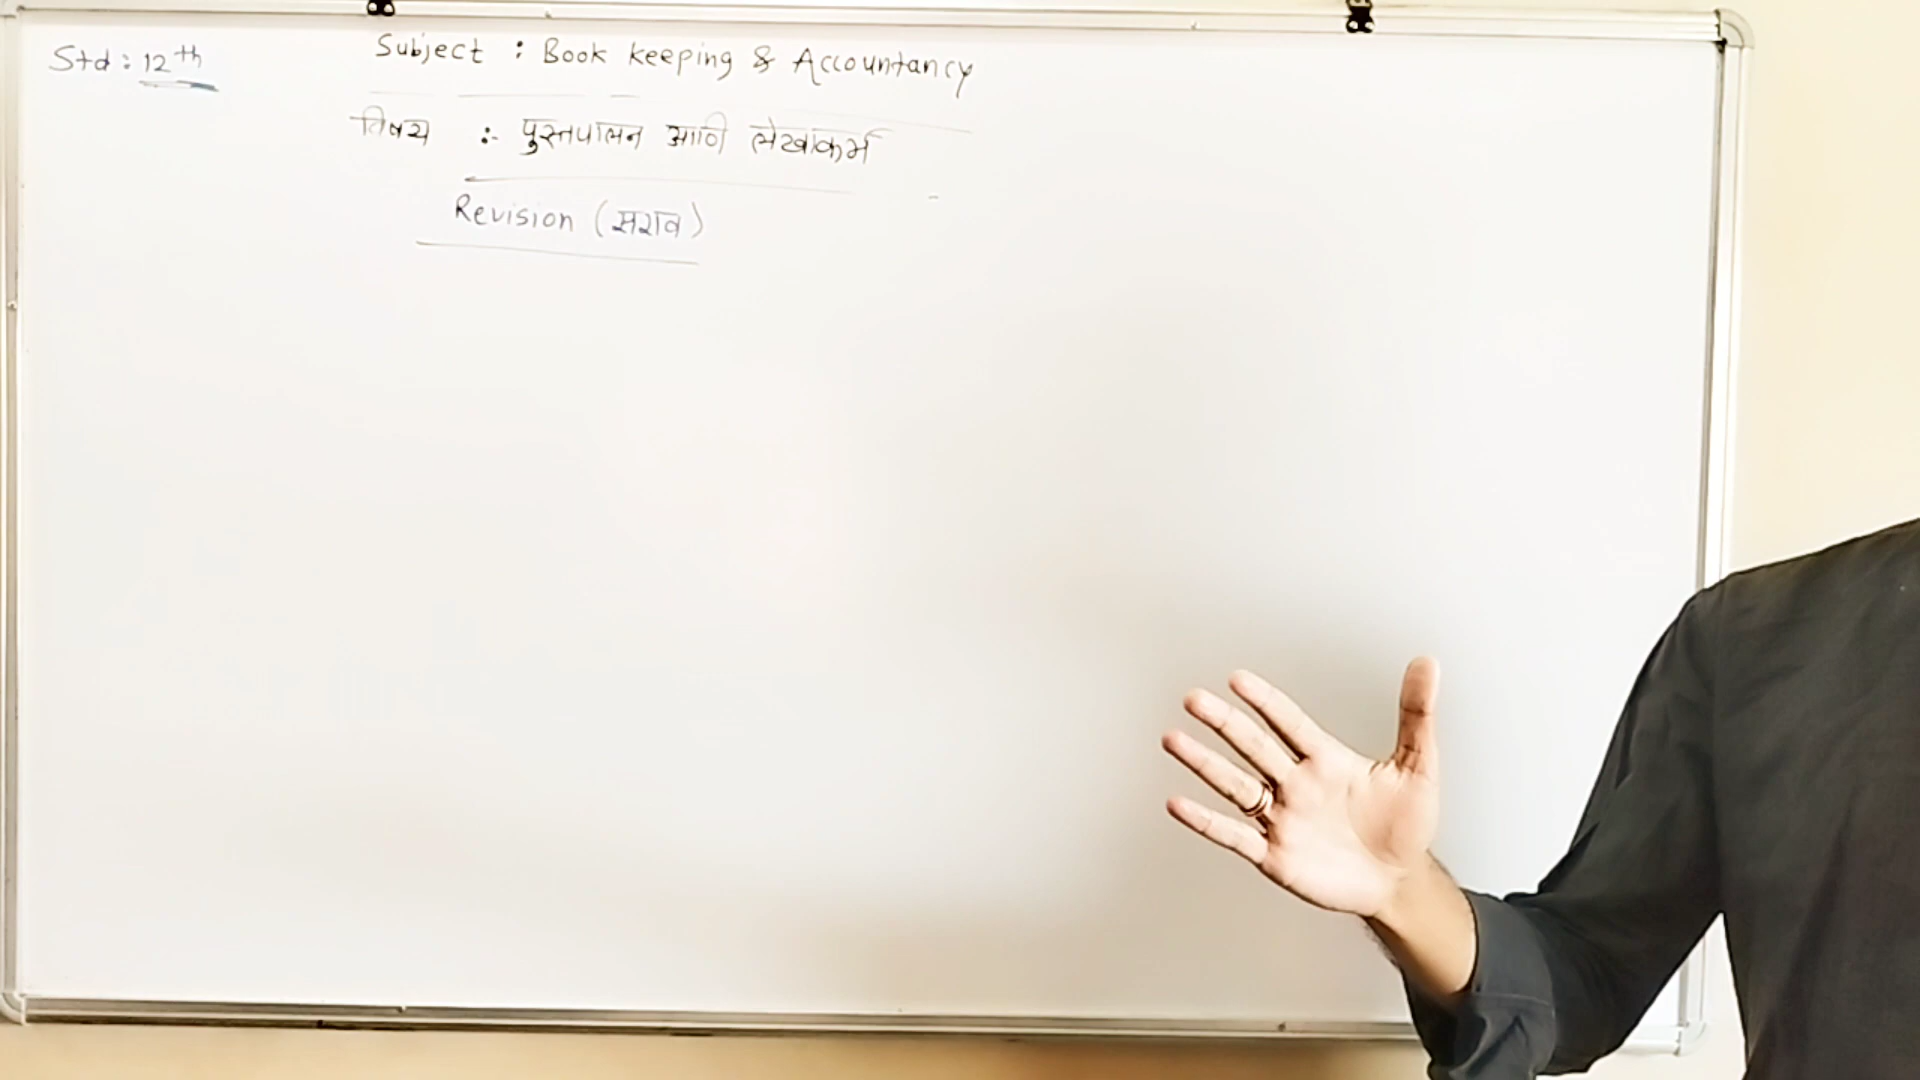 Std : 12th
Subject : Book keeping & Accountancy
विषय :- पुस्तपालन आणि लेखाकर्म
Revision (सराव)